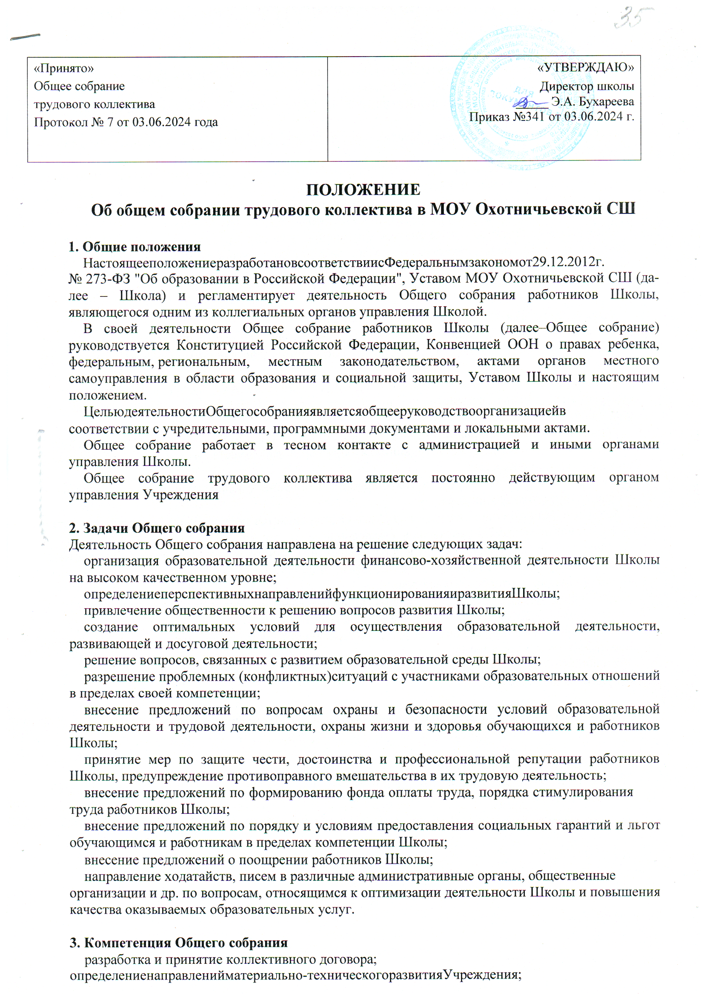 35
«Принято»
Общее собрание
трудового коллектива
Протокол № 7 от 03.06.2024 года
«УТВЕРЖДАЮ»
Директор школы
Э.А. Бухареева
Приказ №341 от 03.06.2024 г.
ДЛЯ
ДОКУМЕНТОВ
ПОЛОЖЕНИЕ
Об общем собрании трудового коллектива в МОУ Охотничьевской СШ
1. Общие положения
НастоящееположениеразработановсоответствиисФедеральнымзакономот29.12.2012г.
№ 273-ФЗ "Об образовании в Российской Федерации", Уставом МОУ Охотничьевской СШ (да-
лее – Школа) и регламентирует деятельность Общего собрания работников Школы,
являющегося одним из коллегиальных органов управления Школой.
В своей деятельности Общее собрание работников Школы (далее–Общее собрание)
руководствуется Конституцией Российской Федерации, Конвенцией ООН о правах ребенка,
федеральным, региональным, местным законодательством, актами органов местного
самоуправления в области образования и социальной защиты, Уставом Школы и настоящим
положением.
ЦельюдеятельностиОбщегособранияявляетсяобщееруководствоорганизациейв
соответствии с учредительными, программными документами и локальными актами.
Общее собрание работает в тесном контакте с администрацией и иными органами
управления Школы.
Общее собрание трудового коллектива является постоянно действующим органом
управления Учреждения
2. Задачи Общего собрания
Деятельность Общего собрания направлена на решение следующих задач:
организация образовательной деятельности финансово-хозяйственной деятельности Школы
на высоком качественном уровне;
определениеперспективныхнаправленийфункционированияиразвитияШколы;
привлечение общественности к решению вопросов развития Школы;
создание оптимальных условий для осуществления образовательной деятельности,
развивающей и досуговой деятельности;
решение вопросов, связанных с развитием образовательной среды Школы;
разрешение проблемных (конфликтных)ситуаций с участниками образовательных отношений
в пределах своей компетенции;
внесение предложений по вопросам охраны и безопасности условий образовательной
деятельности и трудовой деятельности, охраны жизни и здоровья обучающихся и работников
Школы;
принятие мер по защите чести, достоинства и профессиональной репутации работников
Школы, предупреждение противоправного вмешательства в их трудовую деятельность;
внесение предложений по формированию фонда оплаты труда, порядка стимулирования
труда работников Школы;
внесение предложений по порядку и условиям предоставления социальных гарантий и льгот
обучающимся и работникам в пределах компетенции Школы;
внесение предложений о поощрении работников Школы;
направление ходатайств, писем в различные административные органы, общественные
организации и др. по вопросам, относящимся к оптимизации деятельности Школы и повышения
качества оказываемых образовательных услуг.
3. Компетенция Общего собрания
разработка и принятие коллективного договора;
определениенаправленийматериально-техническогоразвитияУчреждения;